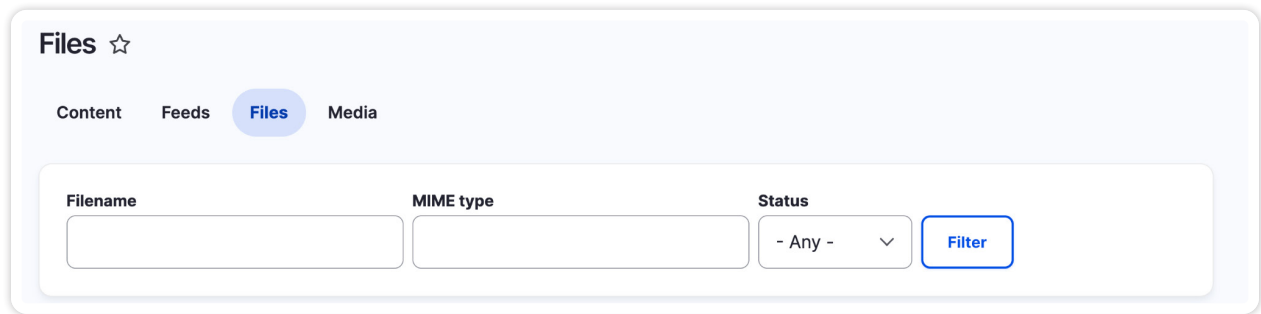 Files
Content Feeds Files Media
Filename MIME type Status
- Any - Filter